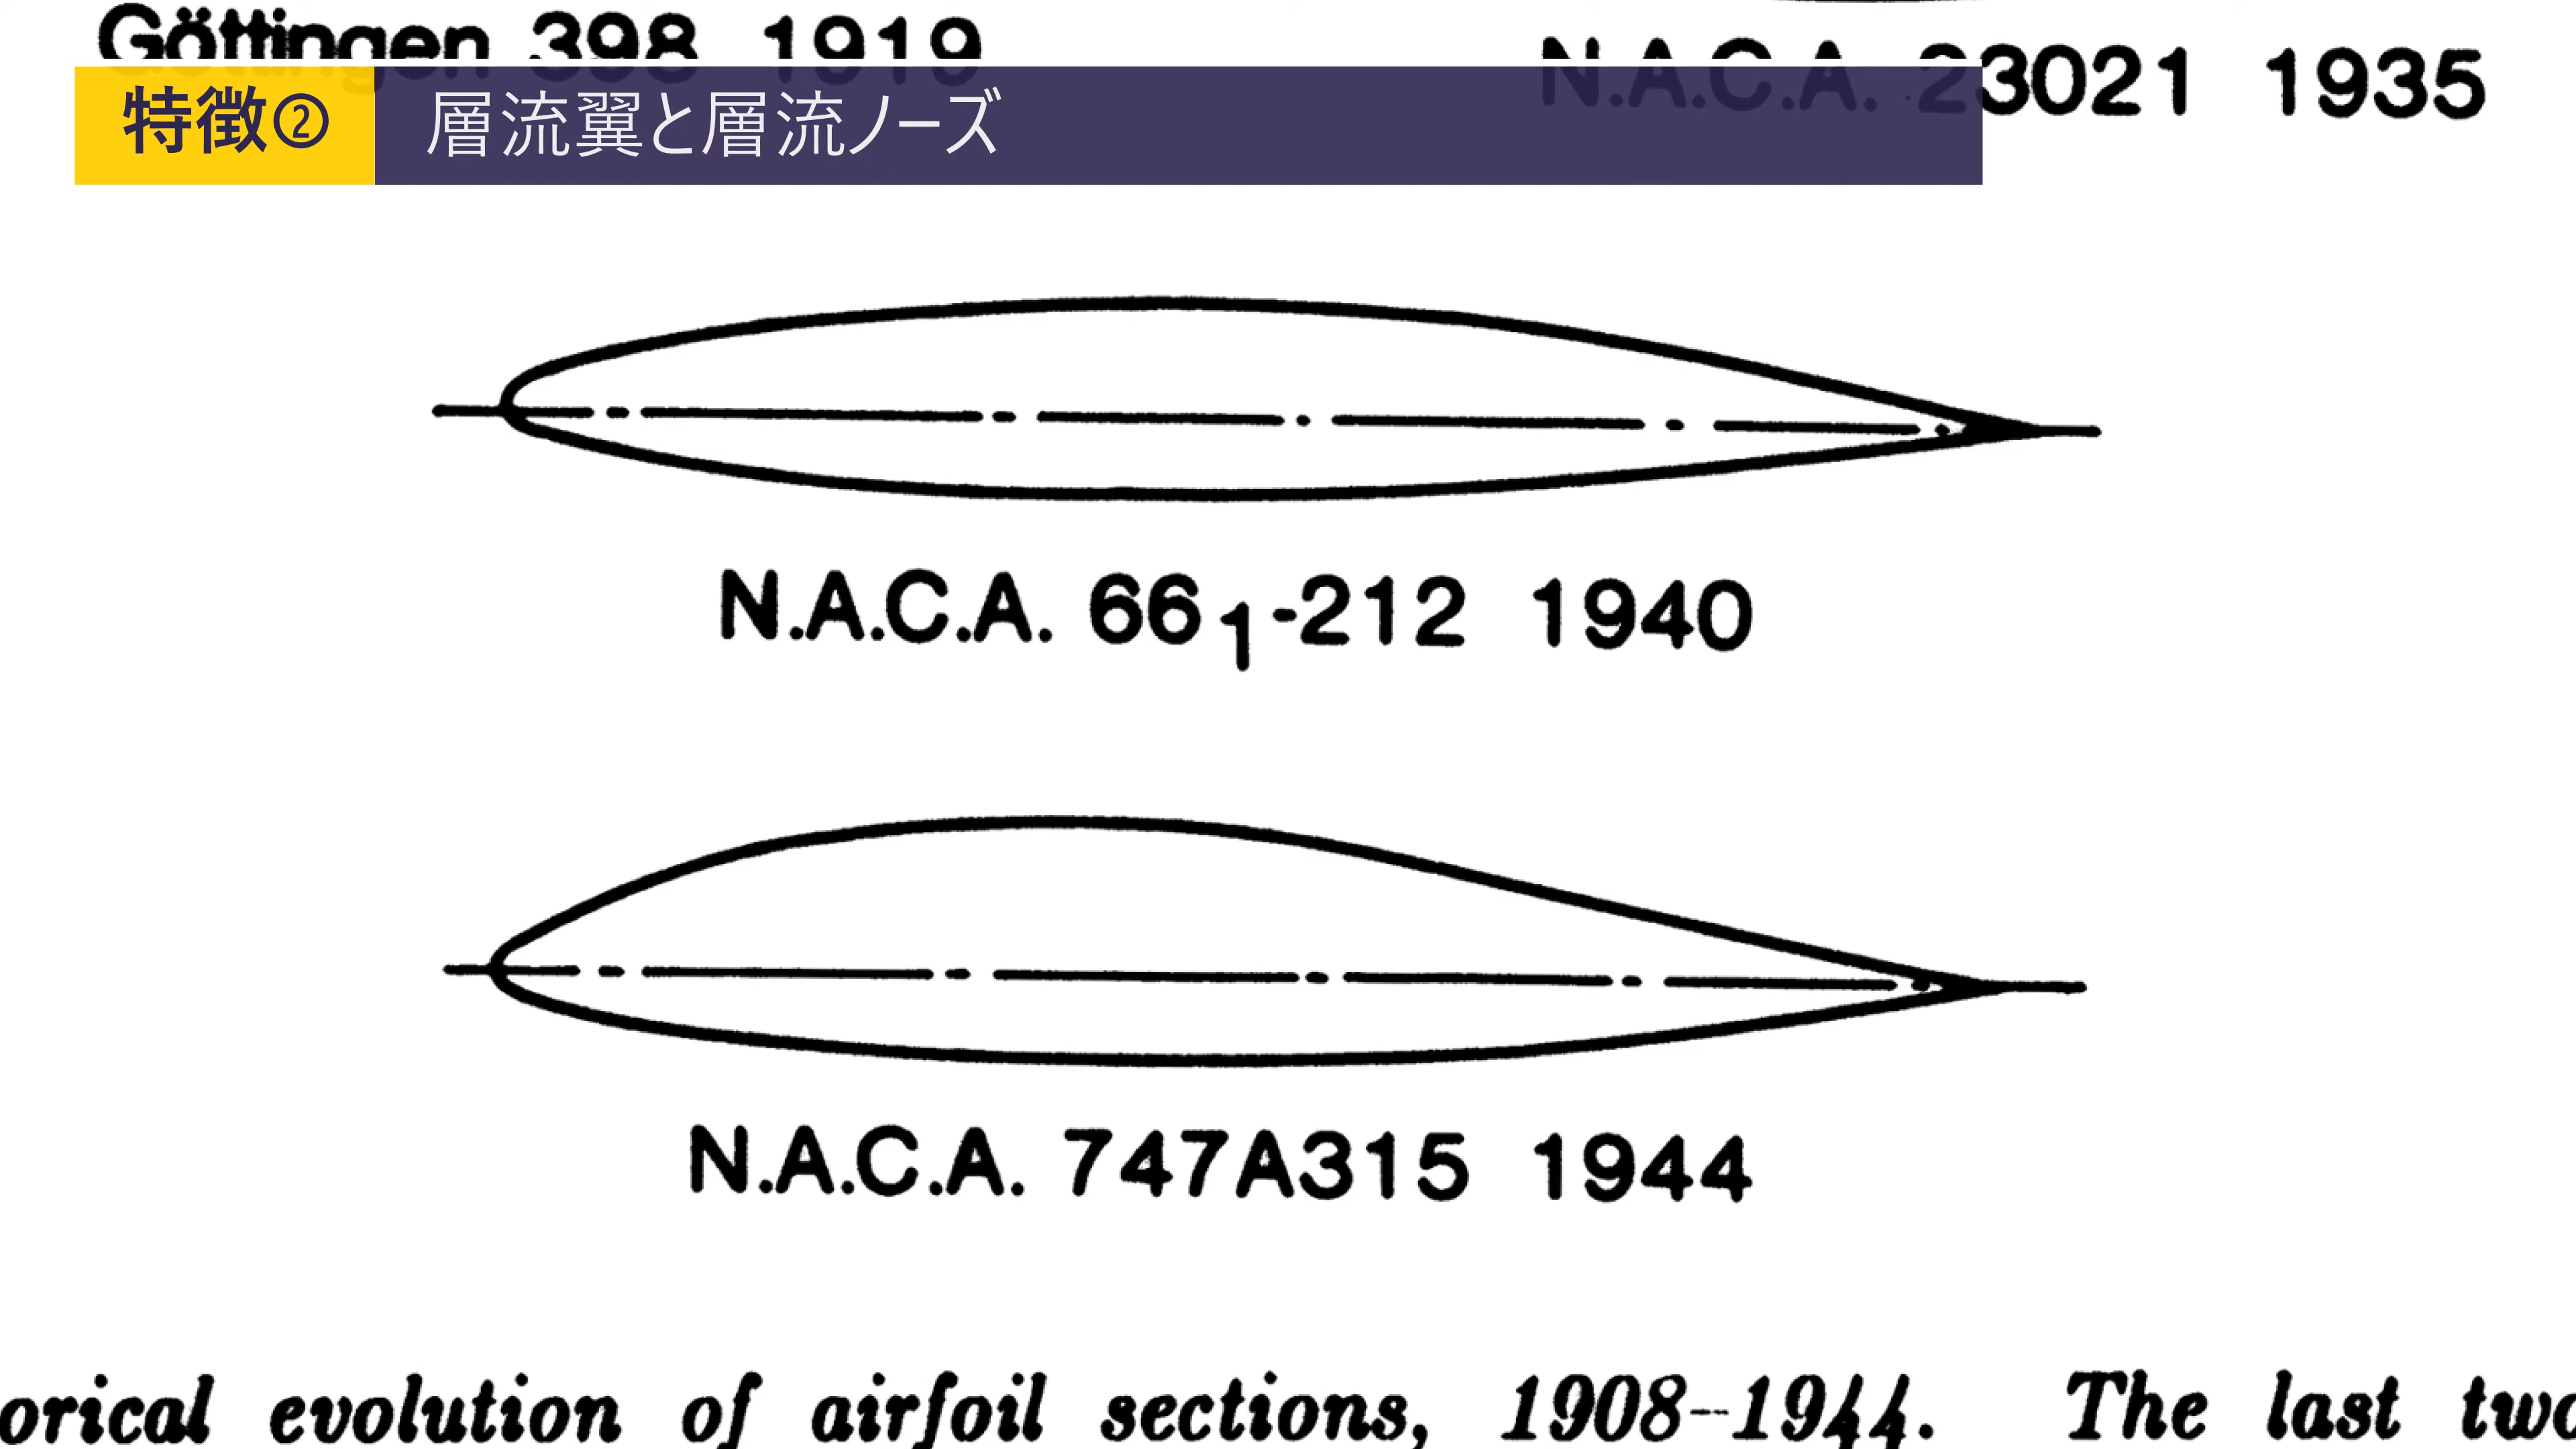 Göttingen 398 1919
N.A.C.A. 23021 1935
特徴② 層流翼と層流ノーズ
N.A.C.A. 66₁-212 1940
N.A.C.A. 747A315 1944
orical evolution of airfoil sections, 1908-1944. The last two